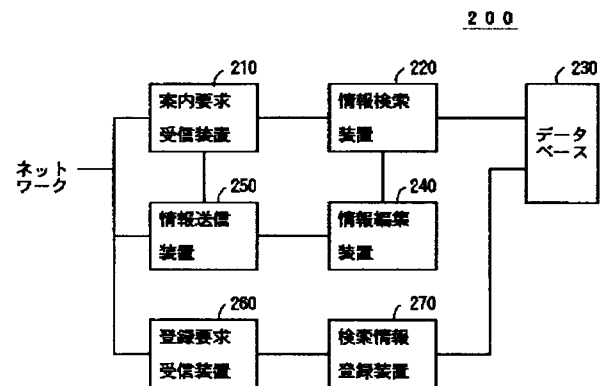 200
210
220
230
案内要求
受信装置
情報検索
装置
データ
ベース
ネット
ワーク
250
240
情報送信
装置
情報編集
装置
260
270
登録要求
受信装置
検索情報
登録装置